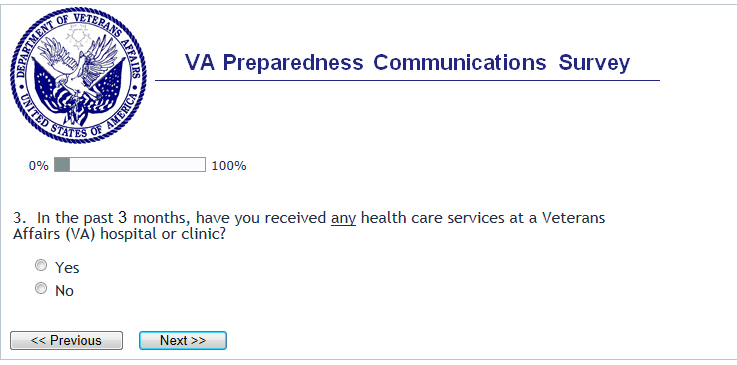 DEPARTMENT OF VETERANS AFFAIRS
UNITED STATES OF AMERICA
VA Preparedness Communications Survey
0% 100%
3. In the past 3 months, have you received any health care services at a Veterans
Affairs (VA) hospital or clinic?
Yes
No
<< Previous Next >>